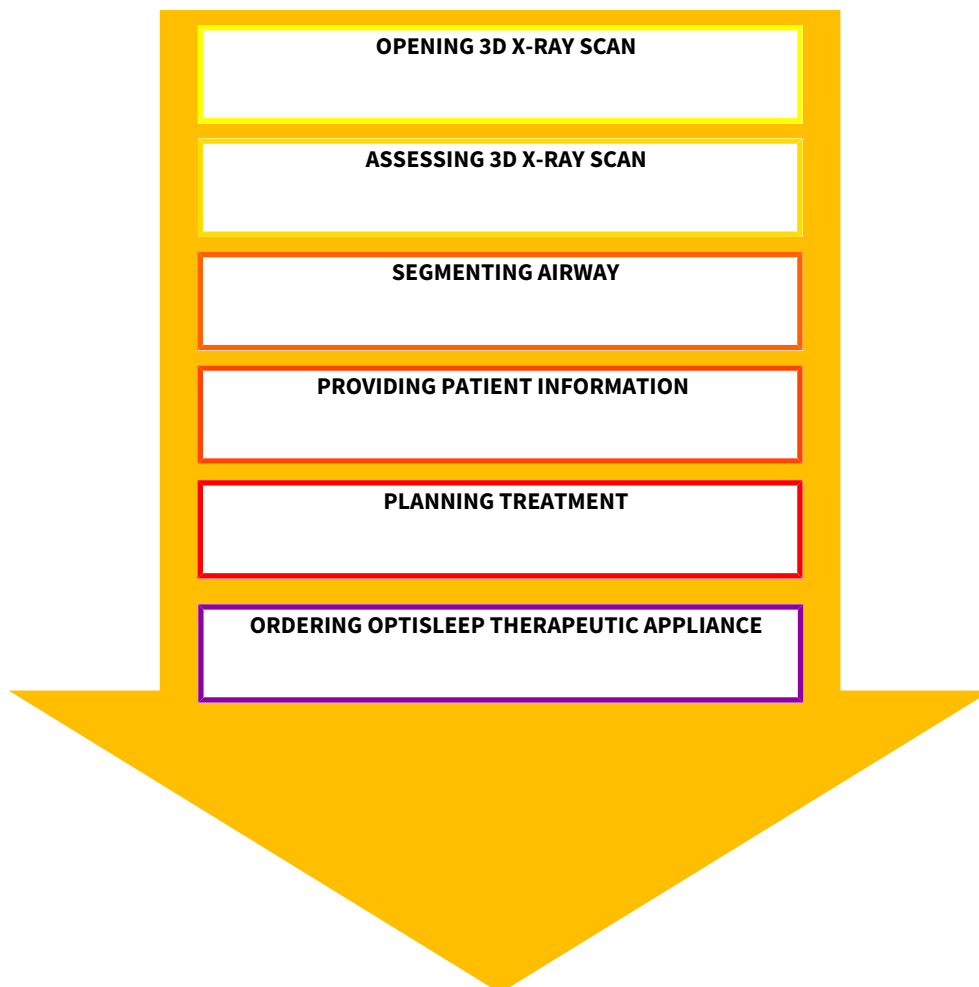 OPENING 3D X-RAY SCAN
ASSESSING 3D X-RAY SCAN
SEGMENTING AIRWAY
PROVIDING PATIENT INFORMATION
PLANNING TREATMENT
ORDERING OPTISLEEP THERAPEUTIC APPLIANCE